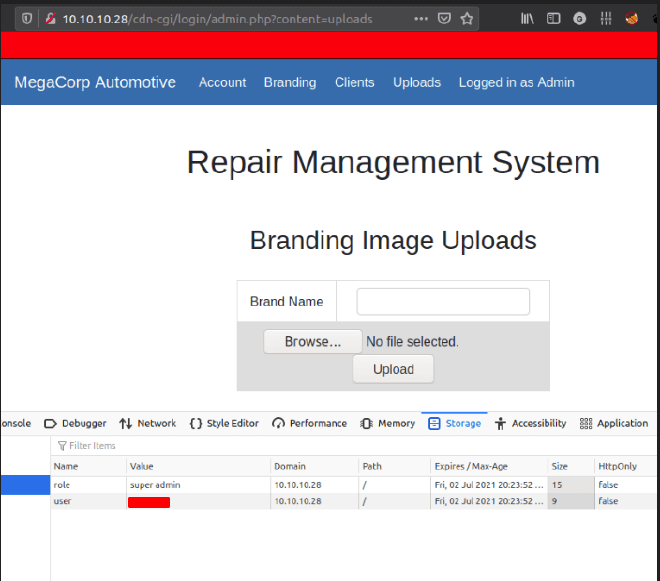 10.10.10.28/cdn-cgi/login/admin.php?content=uploads
MegaCorp Automotive Account Branding Clients Uploads Logged in as Admin
Repair Management System
Branding Image Uploads
Brand Name
Browse... No file selected.
Upload
onsole Debugger Network Style Editor Performance Memory Storage Accessibility Application
Filter Items
Name Value Domain Path Expires / Max-Age Size HttpOnly
role super admin 10.10.10.28 / Fri, 02 Jul 2021 20:23:52 ... 15 false
user 10.10.10.28 / Fri, 02 Jul 2021 20:23:52 ... 9 false